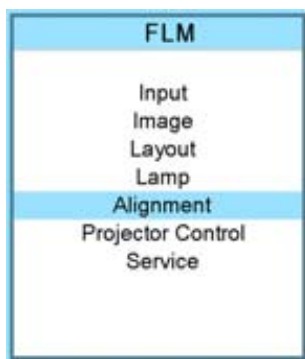 FLM
Input
Image
Layout
Lamp
Alignment
Projector Control
Service